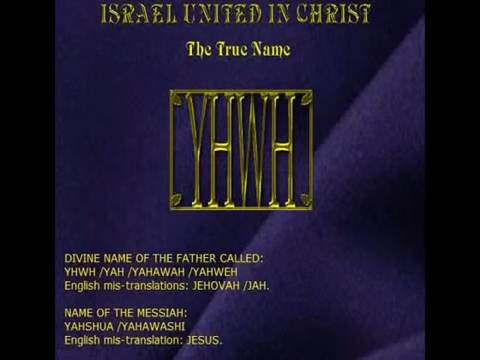 ISRAEL UNITED IN CHRIST
The True Name
YHWH
DIVINE NAME OF THE FATHER CALLED:
YHWH /YAH /YAHAWAH /YAHWEH
English mis-translations: JEHOVAH /JAH.
NAME OF THE MESSIAH:
YAHSHUA /YAHAWASHI
English mis-translation: JESUS.